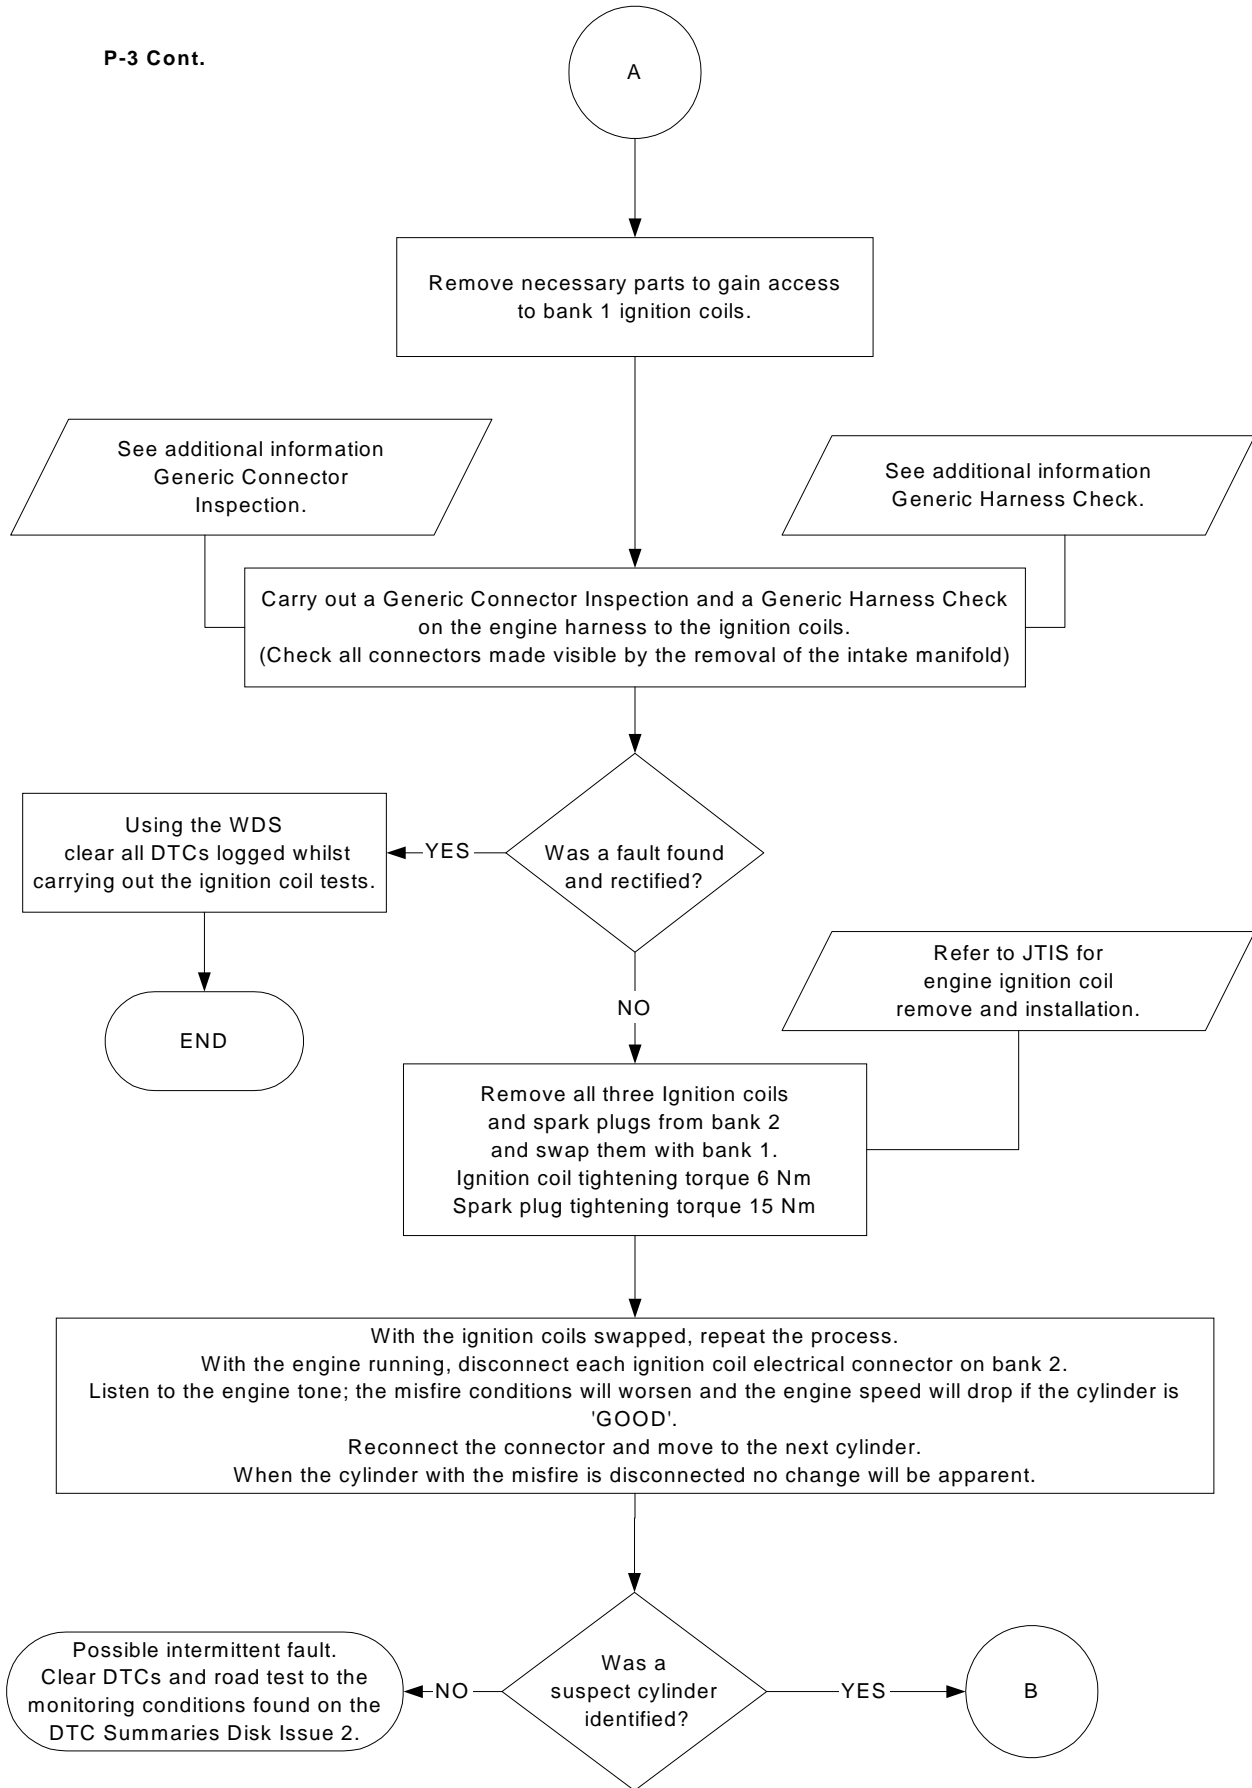 P-3 Cont.
A
Remove necessary parts to gain access
to bank 1 ignition coils.
See additional information
Generic Connector
Inspection.
See additional information
Generic Harness Check.
Carry out a Generic Connector Inspection and a Generic Harness Check
on the engine harness to the ignition coils.
(Check all connectors made visible by the removal of the intake manifold)
Using the WDS
clear all DTCs logged whilst
carrying out the ignition coil tests.
YES
Was a fault found
and rectified?
END
NO
Refer to JTIS for
engine ignition coil
remove and installation.
Remove all three Ignition coils
and spark plugs from bank 2
and swap them with bank 1.
Ignition coil tightening torque 6 Nm
Spark plug tightening torque 15 Nm
With the ignition coils swapped, repeat the process.
With the engine running, disconnect each ignition coil electrical connector on bank 2.
Listen to the engine tone; the misfire conditions will worsen and the engine speed will drop if the cylinder is
'GOOD'.
Reconnect the connector and move to the next cylinder.
When the cylinder with the misfire is disconnected no change will be apparent.
Possible intermittent fault.
Clear DTCs and road test to the
monitoring conditions found on the
DTC Summaries Disk Issue 2.
NO
Was a
suspect cylinder
identified?
YES
B